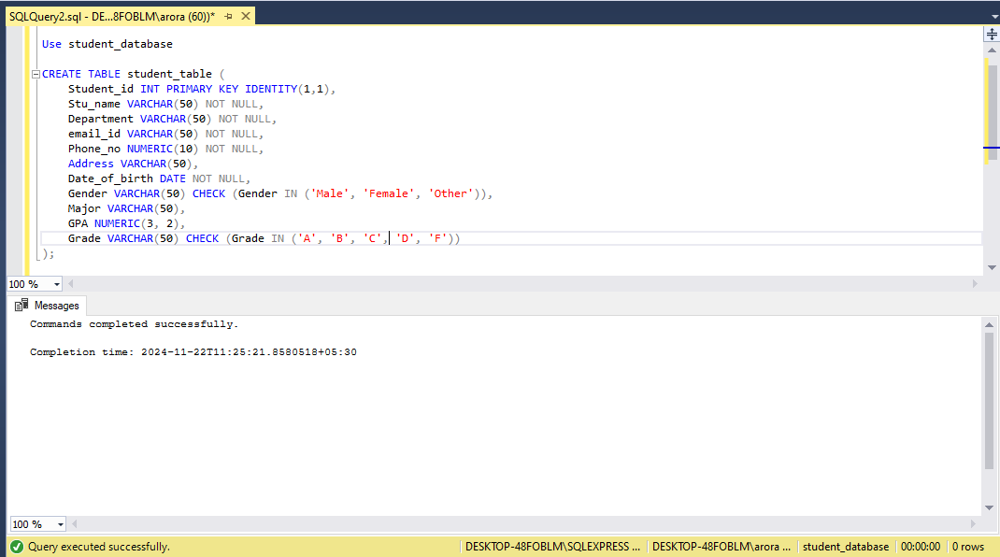 SQLQuery2.sql - DE...8FOBLM\arora (60))*
Use student_database
CREATE TABLE student_table (
Student_id INT PRIMARY KEY IDENTITY(1,1),
Stu_name VARCHAR(50) NOT NULL,
Department VARCHAR(50) NOT NULL,
email_id VARCHAR(50) NOT NULL,
Phone_no NUMERIC(10) NOT NULL,
Address VARCHAR(50),
Date_of_birth DATE NOT NULL,
Gender VARCHAR(50) CHECK (Gender IN ('Male', 'Female', 'Other')),
Major VARCHAR(50),
GPA NUMERIC(3, 2),
Grade VARCHAR(50) CHECK (Grade IN ('A', 'B', 'C', 'D', 'F'))
);
100 %
Messages
Commands completed successfully.
Completion time: 2024-11-22T11:25:21.8580518+05:30
100 %
Query executed successfully. DESKTOP-48FOBLM\SQLEXPRESS ... DESKTOP-48FOBLM\arora ... student_database 00:00:00 0 rows